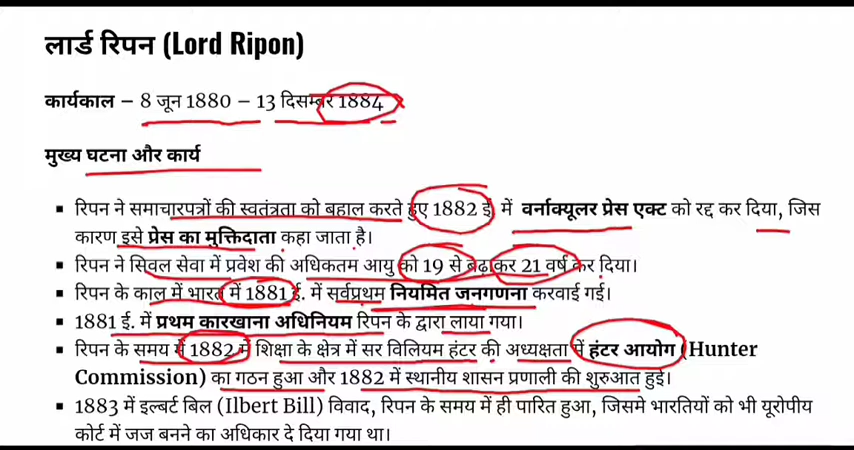 लार्ड रिपन (Lord Ripon)
कार्यकाल – 8 जून 1880 – 13 दिसम्बर 1884
मुख्य घटना और कार्य
▪ रिपन ने समाचारपत्रों की स्वतंत्रता को बहाल करते हुए 1882 ई. में वर्नाक्यूलर प्रेस एक्ट को रद्द कर दिया, जिस
कारण इसे प्रेस का मुक्तिदाता कहा जाता है।
▪ रिपन ने सिवल सेवा में प्रवेश की अधिकतम आयु को 19 से बढ़ाकर 21 वर्ष कर दिया।
▪ रिपन के काल में भारत में 1881 ई. में सर्वप्रथम नियमित जनगणना करवाई गई।
▪ 1881 ई. में प्रथम कारखाना अधिनियम रिपन के द्वारा लाया गया।
▪ रिपन के समय में 1882 में शिक्षा के क्षेत्र में सर विलियम हंटर की अध्यक्षता में हंटर आयोग (Hunter
Commission) का गठन हुआ और 1882 में स्थानीय शासन प्रणाली की शुरुआत हुई।
▪ 1883 में इल्बर्ट बिल (Ilbert Bill) विवाद, रिपन के समय में ही पारित हुआ, जिसमे भारतियों को भी यूरोपीय
कोर्ट में जज बनने का अधिकार दे दिया गया था।